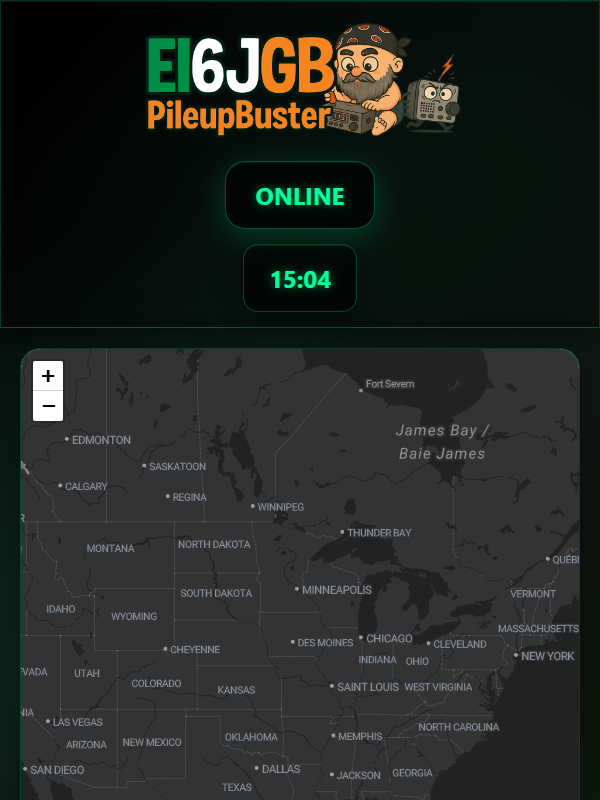 EI6JGB
PileupBuster
ONLINE
15:04
+
−
Fort Severn
James Bay /
Baie James
EDMONTON
SASKATOON
CALGARY
REGINA
WINNIPEG
THUNDER BAY
QUÉB
MONTANA
NORTH DAKOTA
MINNEAPOLIS
SOUTH DAKOTA
VERMONT
IDAHO
WYOMING
MASSACHUSETTS
DES MOINES
CHICAGO
CLEVELAND
CHEYENNE
NEW YORK
INDIANA
OHIO
VADA
UTAH
COLORADO
KANSAS
SAINT LOUIS
WEST VIRGINIA
NIA
LAS VEGAS
NORTH CAROLINA
ARIZONA
NEW MEXICO
OKLAHOMA
MEMPHIS
SAN DIEGO
DALLAS
JACKSON
GEORGIA
TEXAS